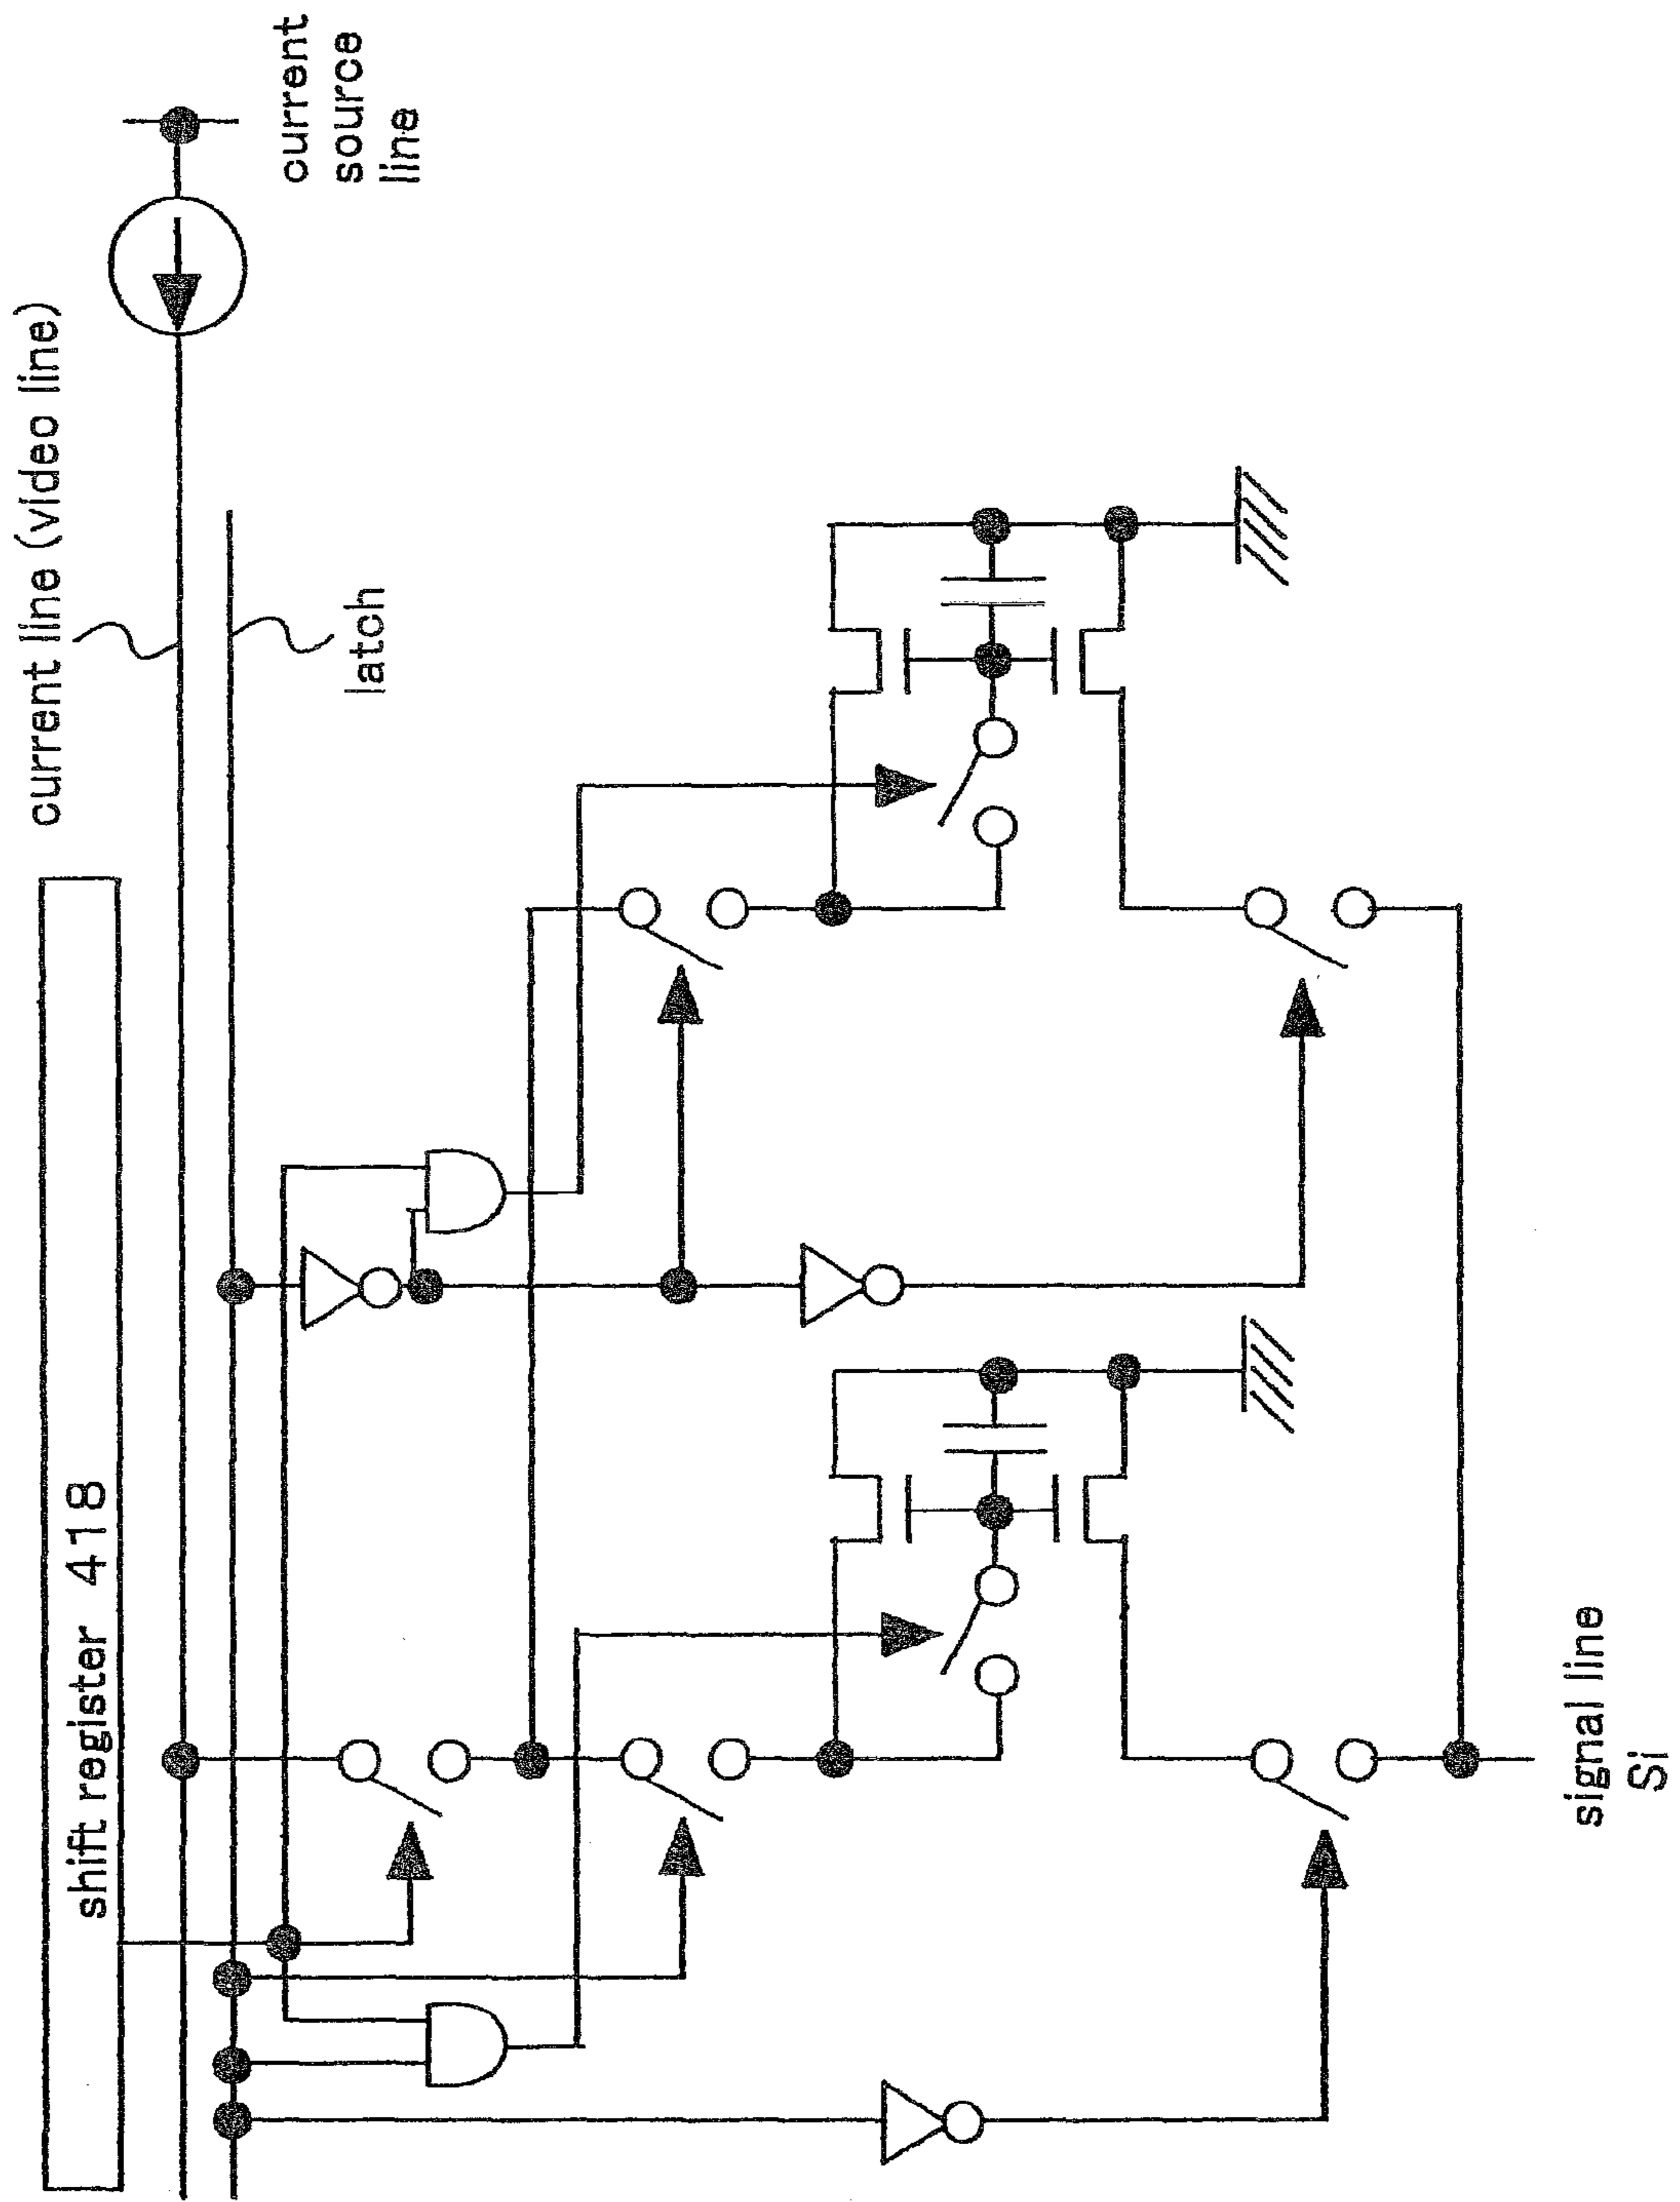 shift register 418
current line (video line)
latch
current
source
line
signal line
Si